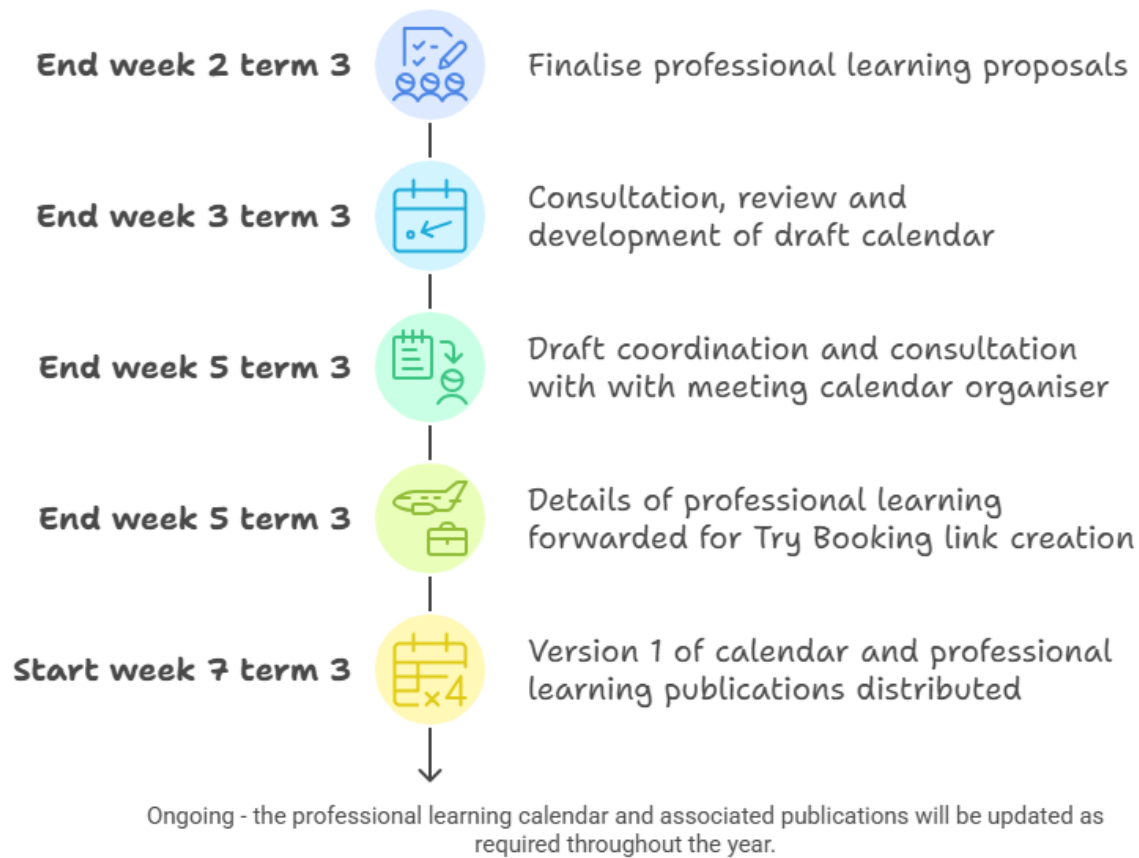 End week 2 term 3
Finalise professional learning proposals
End week 3 term 3
Consultation, review and
development of draft calendar
End week 5 term 3
Draft coordination and consultation
with with meeting calendar organiser
End week 5 term 3
Details of professional learning
forwarded for Try Booking link creation
Start week 7 term 3
×4
Version 1 of calendar and professional
learning publications distributed
Ongoing - the professional learning calendar and associated publications will be updated as
required throughout the year.